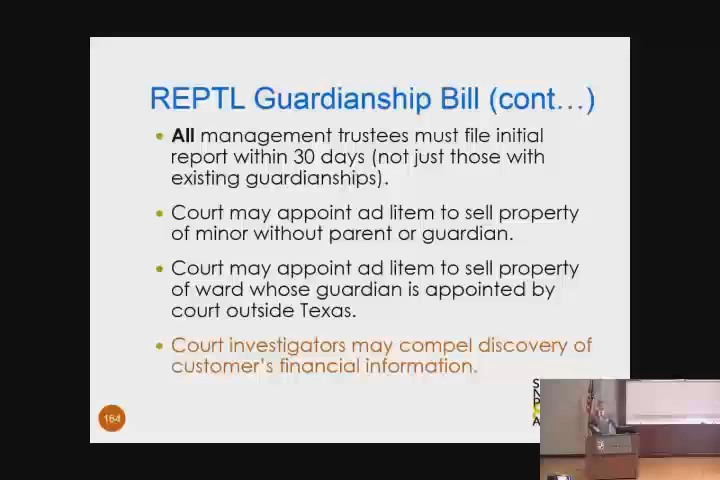 REPTL Guardianship Bill (cont…)
• All management trustees must file initial
report within 30 days (not just those with
existing guardianships).
• Court may appoint ad litem to sell property
of minor without parent or guardian.
• Court may appoint ad litem to sell property
of ward whose guardian is appointed by
court outside Texas.
• Court investigators may compel discovery of
customer's financial information.
164